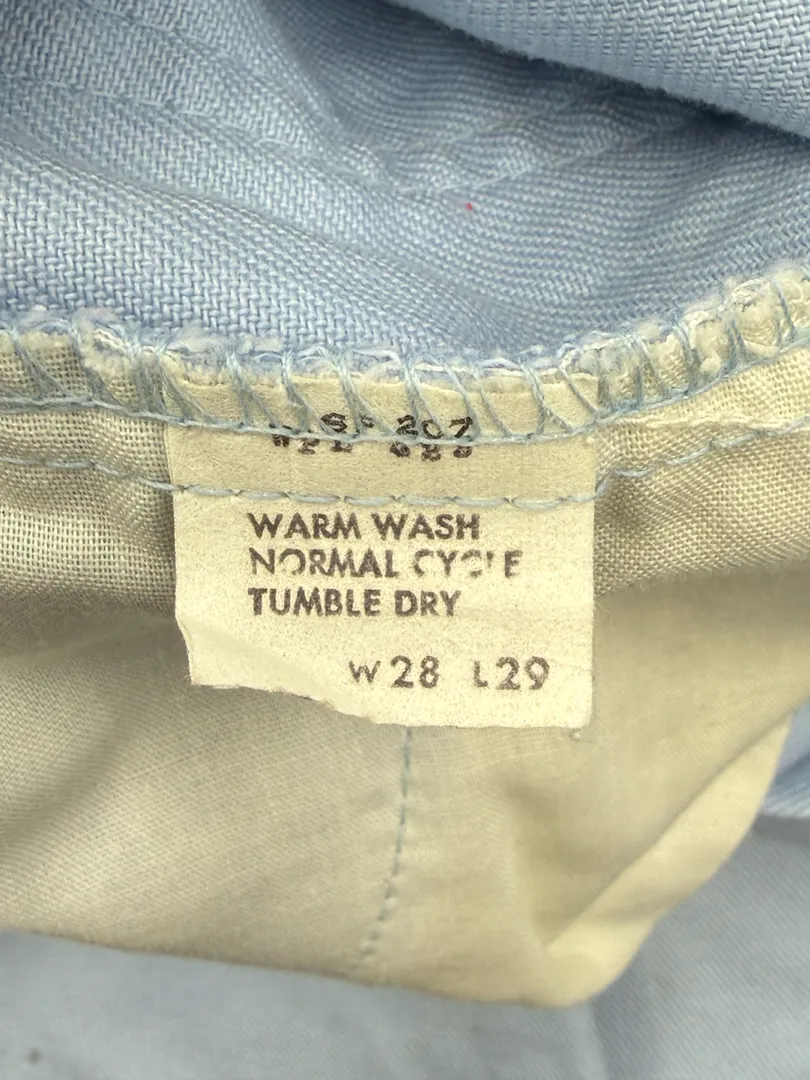 WARM WASH
NORMAL CYCLE
TUMBLE DRY
W28 L29